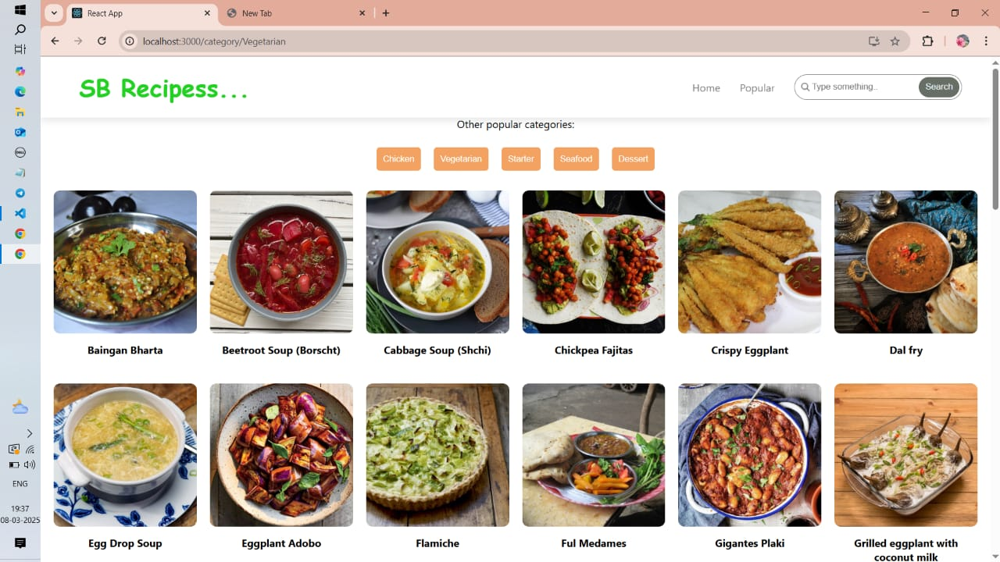 React App
New Tab
localhost:3000/category/Vegetarian
SB Recipess...
Home
Popular
Type something..
Search
Other popular categories:
Chicken
Vegetarian
Starter
Seafood
Dessert
Baingan Bharta
Beetroot Soup (Borscht)
Cabbage Soup (Shchi)
Chickpea Fajitas
Crispy Eggplant
Dal fry
Egg Drop Soup
Eggplant Adobo
Flamiche
Ful Medames
Gigantes Plaki
Grilled eggplant with
coconut milk
ENG
19:37
08-03-2025